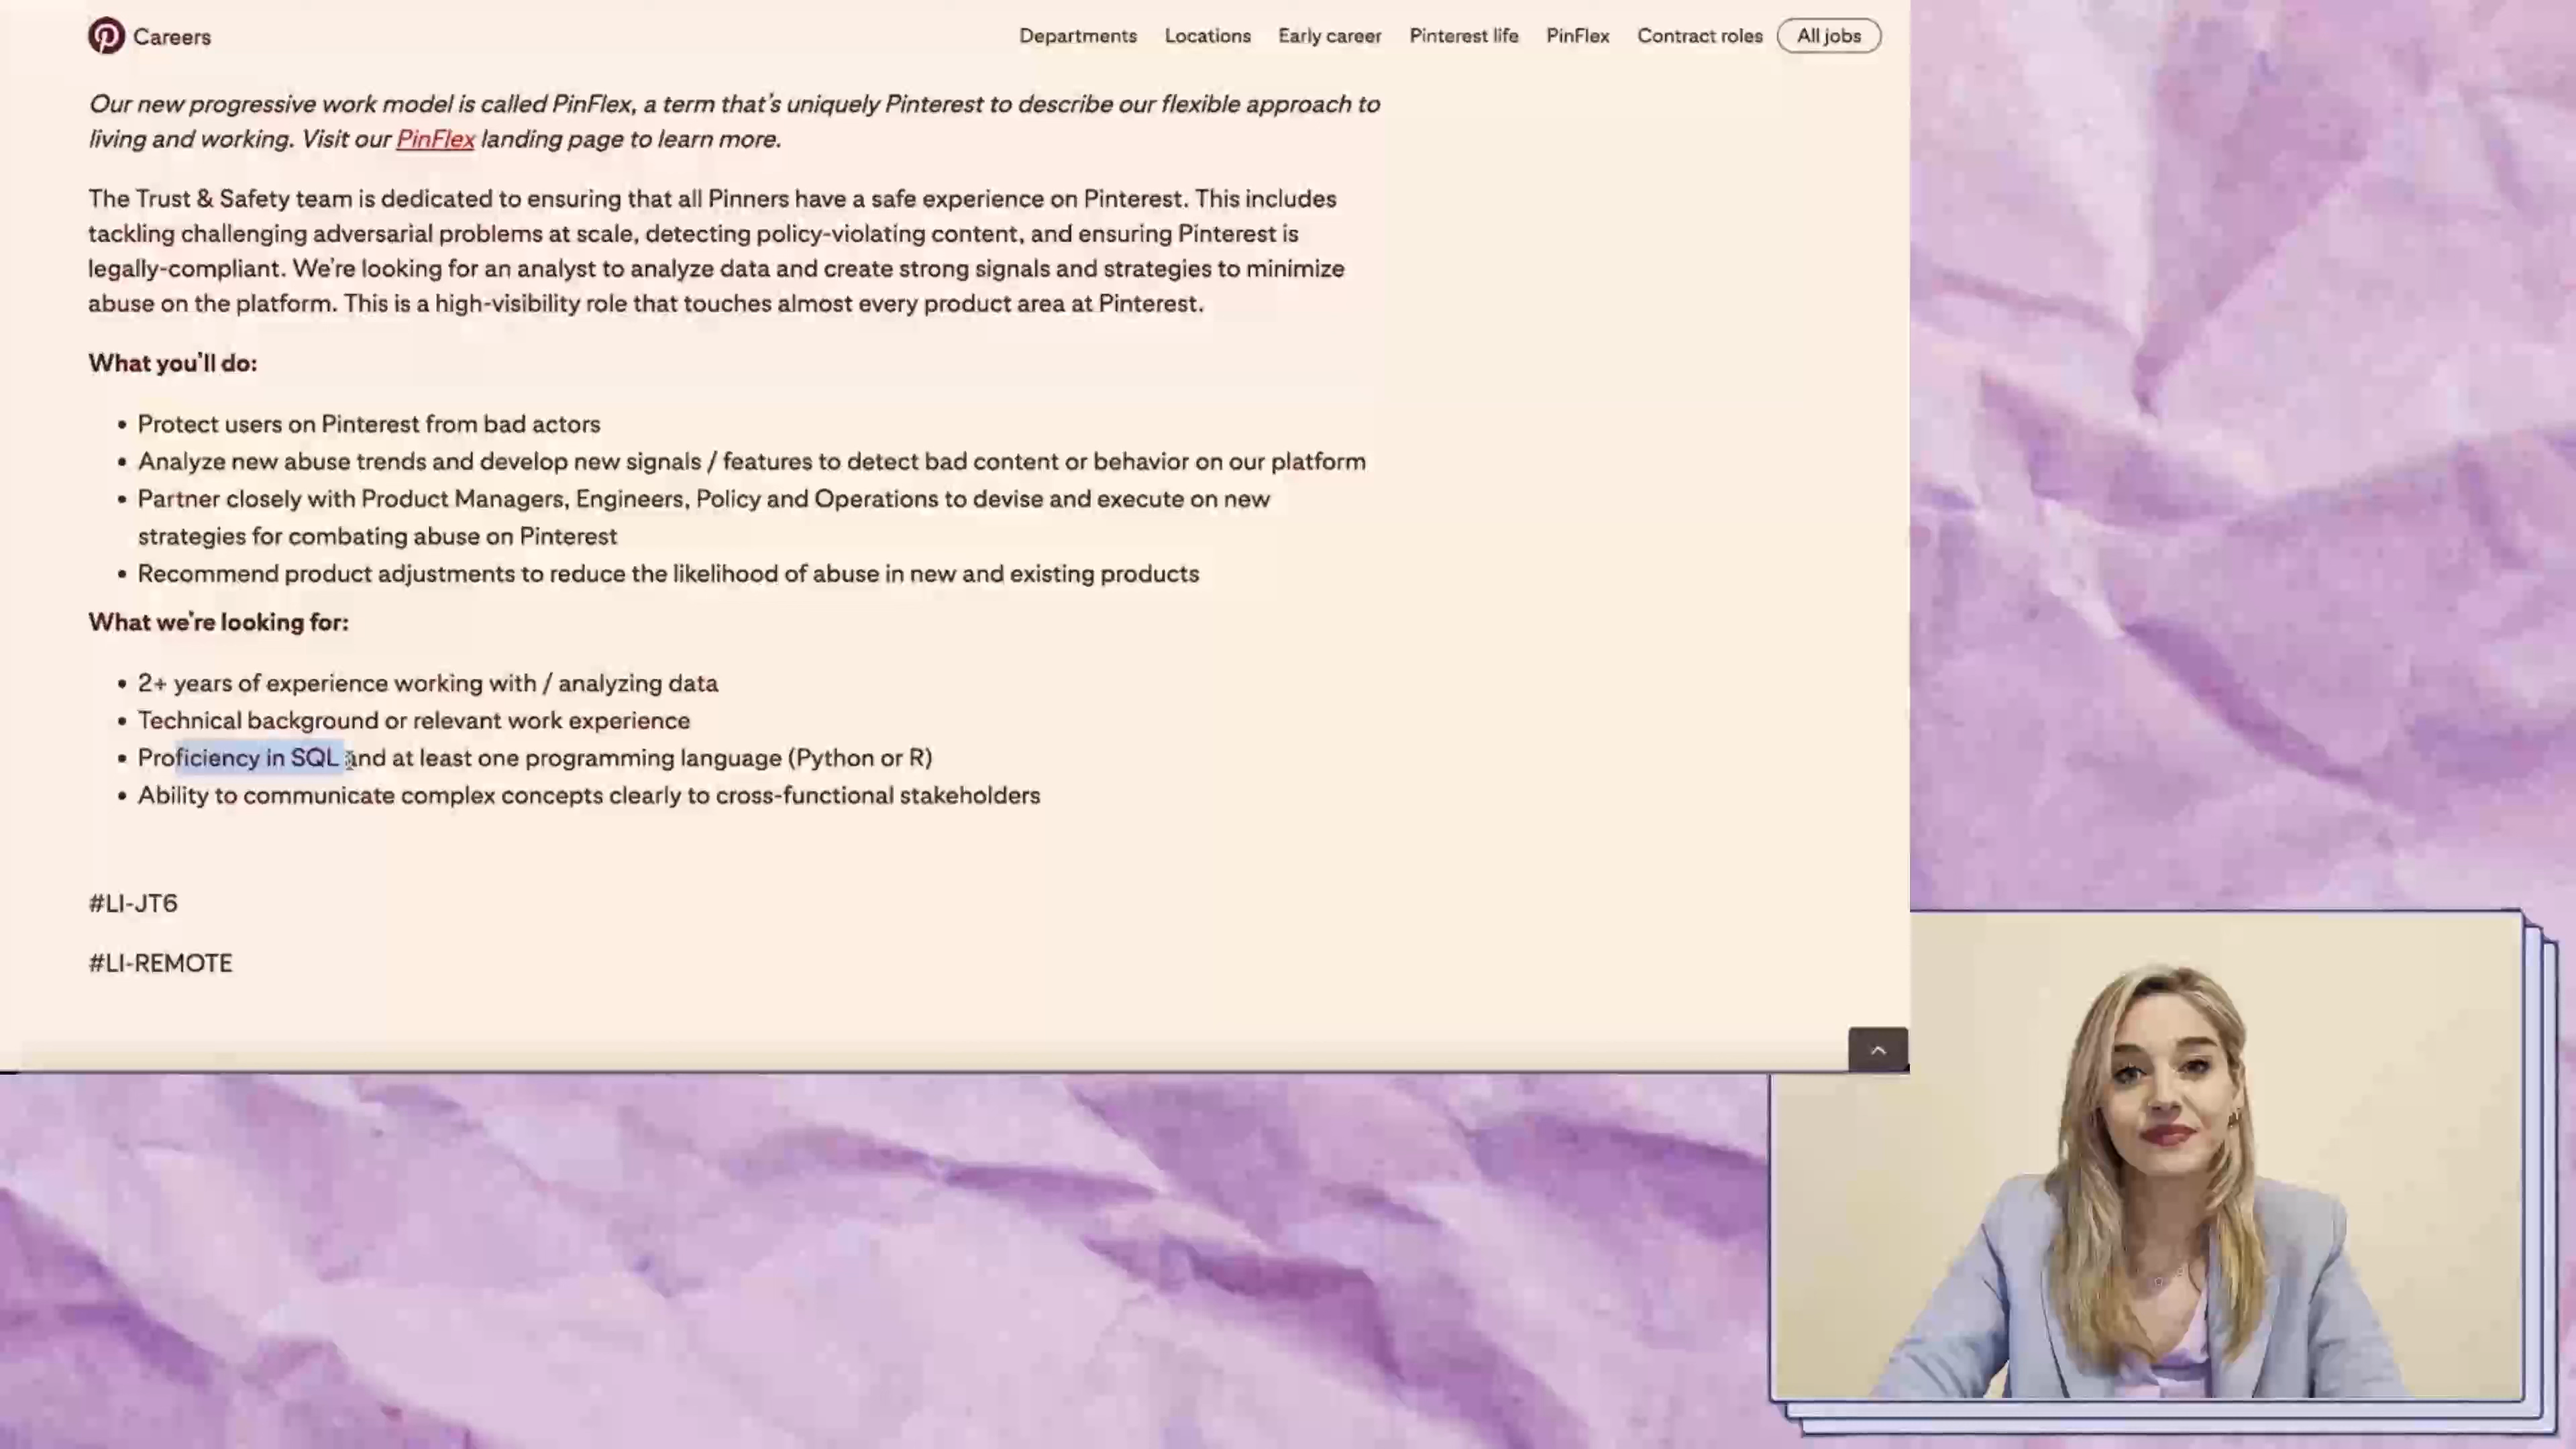 Careers
Departments Locations Early career Pinterest life PinFlex Contract roles All jobs
Our new progressive work model is called PinFlex, a term that's uniquely Pinterest to describe our flexible approach to
living and working. Visit our PinFlex landing page to learn more.
The Trust & Safety team is dedicated to ensuring that all Pinners have a safe experience on Pinterest. This includes
tackling challenging adversarial problems at scale, detecting policy-violating content, and ensuring Pinterest is
legally-compliant. We're looking for an analyst to analyze data and create strong signals and strategies to minimize
abuse on the platform. This is a high-visibility role that touches almost every product area at Pinterest.
What you'll do:
• Protect users on Pinterest from bad actors
• Analyze new abuse trends and develop new signals / features to detect bad content or behavior on our platform
• Partner closely with Product Managers, Engineers, Policy and Operations to devise and execute on new
strategies for combating abuse on Pinterest
• Recommend product adjustments to reduce the likelihood of abuse in new and existing products
What we're looking for:
• 2+ years of experience working with / analyzing data
• Technical background or relevant work experience
• Proficiency in SQL and at least one programming language (Python or R)
• Ability to communicate complex concepts clearly to cross-functional stakeholders
#LI-JT6
#LI-REMOTE